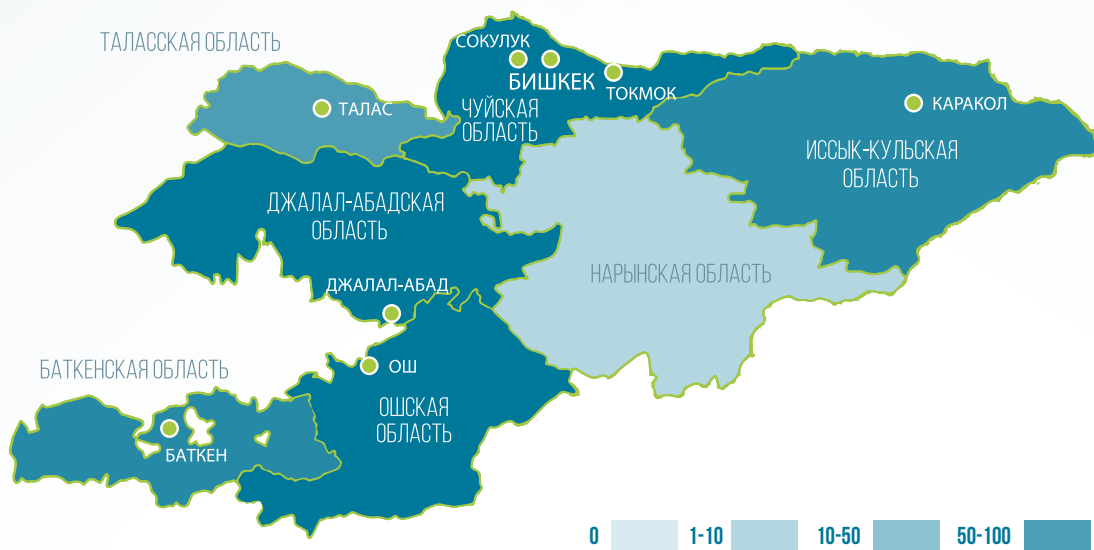 ТАЛАССКАЯ ОБЛАСТЬ
СОКУЛУК
БИШКЕК
ТОКМОК
ТАЛАС
ЧУЙСКАЯ
ОБЛАСТЬ
КАРАКОЛ
ИССЫК-КУЛЬСКАЯ
ОБЛАСТЬ
ДЖАЛАЛ-АБАДСКАЯ
ОБЛАСТЬ
НАРЫНСКАЯ ОБЛАСТЬ
ДЖАЛАЛ-АБАД
БАТКЕНСКАЯ ОБЛАСТЬ
ОШ
ОШСКАЯ
ОБЛАСТЬ
БАТКЕН
0 1-10 10-50 50-100